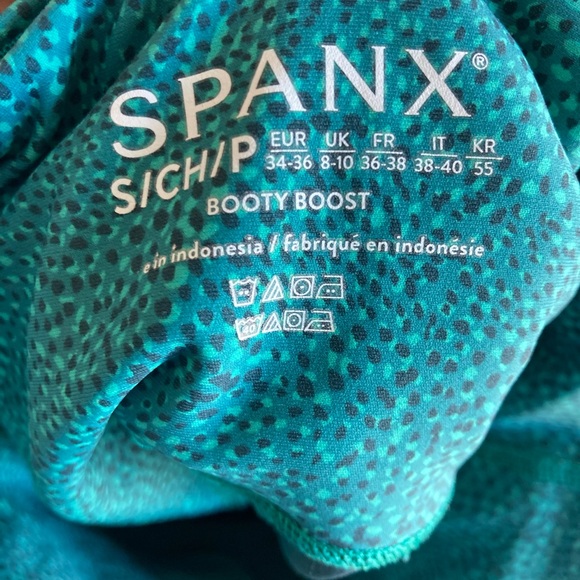 SPANX®
S/CH/P EUR UK FR IT KR
34-36 8-10 36-38 38-40 55
BOOTY BOOST
in indonesia / fabriqué en indonésie
40